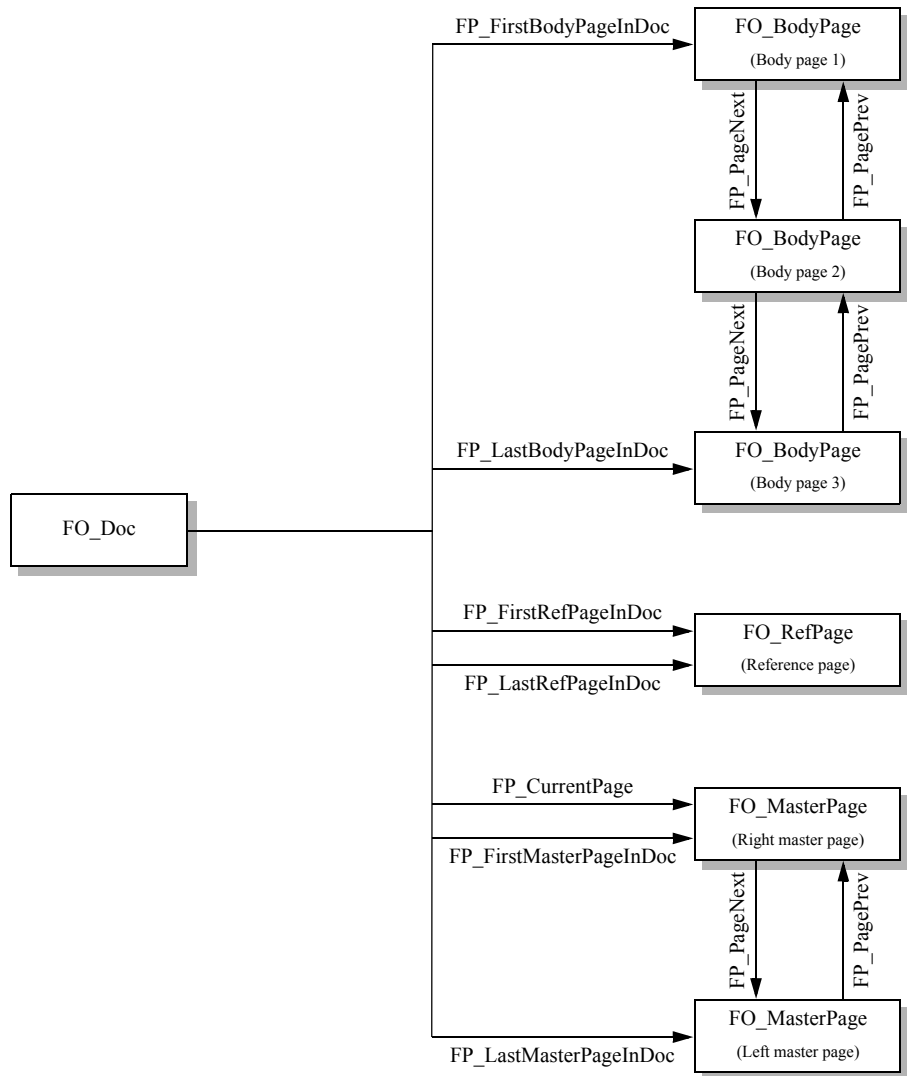 FP_FirstBodyPageInDoc
FO_BodyPage
(Body page 1)
FP_PageNext
FP_PagePrev
FO_BodyPage
(Body page 2)
FP_PageNext
FP_PagePrev
FP_LastBodyPageInDoc
FO_BodyPage
(Body page 3)
FO_Doc
FP_FirstRefPageInDoc
FO_RefPage
(Reference page)
FP_LastRefPageInDoc
FP_CurrentPage
FO_MasterPage
(Right master page)
FP_FirstMasterPageInDoc
FP_PageNext
FP_PagePrev
FO_MasterPage
(Left master page)
FP_LastMasterPageInDoc